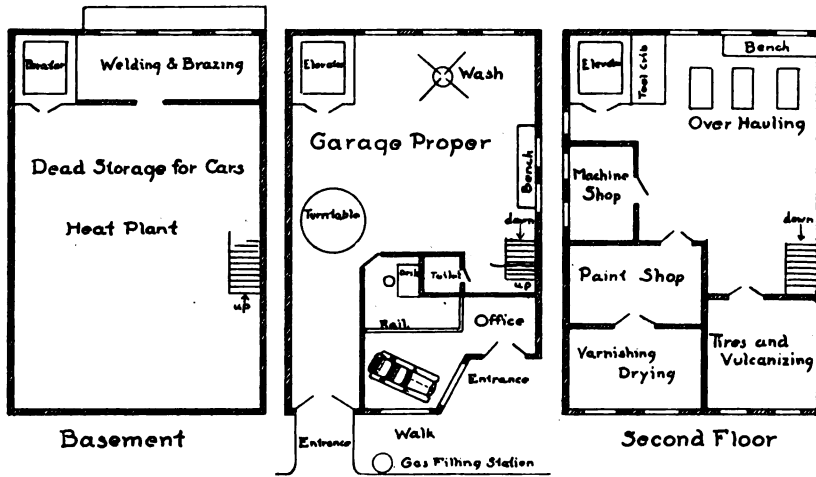 Elevator
Welding & Brazing
Dead Storage for Cars
Heat Plant
up
Basement
Elevator
Wash
Garage Proper
Bench
Turntable
down
up
Desk
Toilet
Rail
Office
Entrance
Entrance
Walk
Gas Filling Station
Elevator
Tool Crib
Bench
Over Hauling
Machine
Shop
down
Paint Shop
Varnishing
Drying
Tires and
Vulcanizing
Second Floor